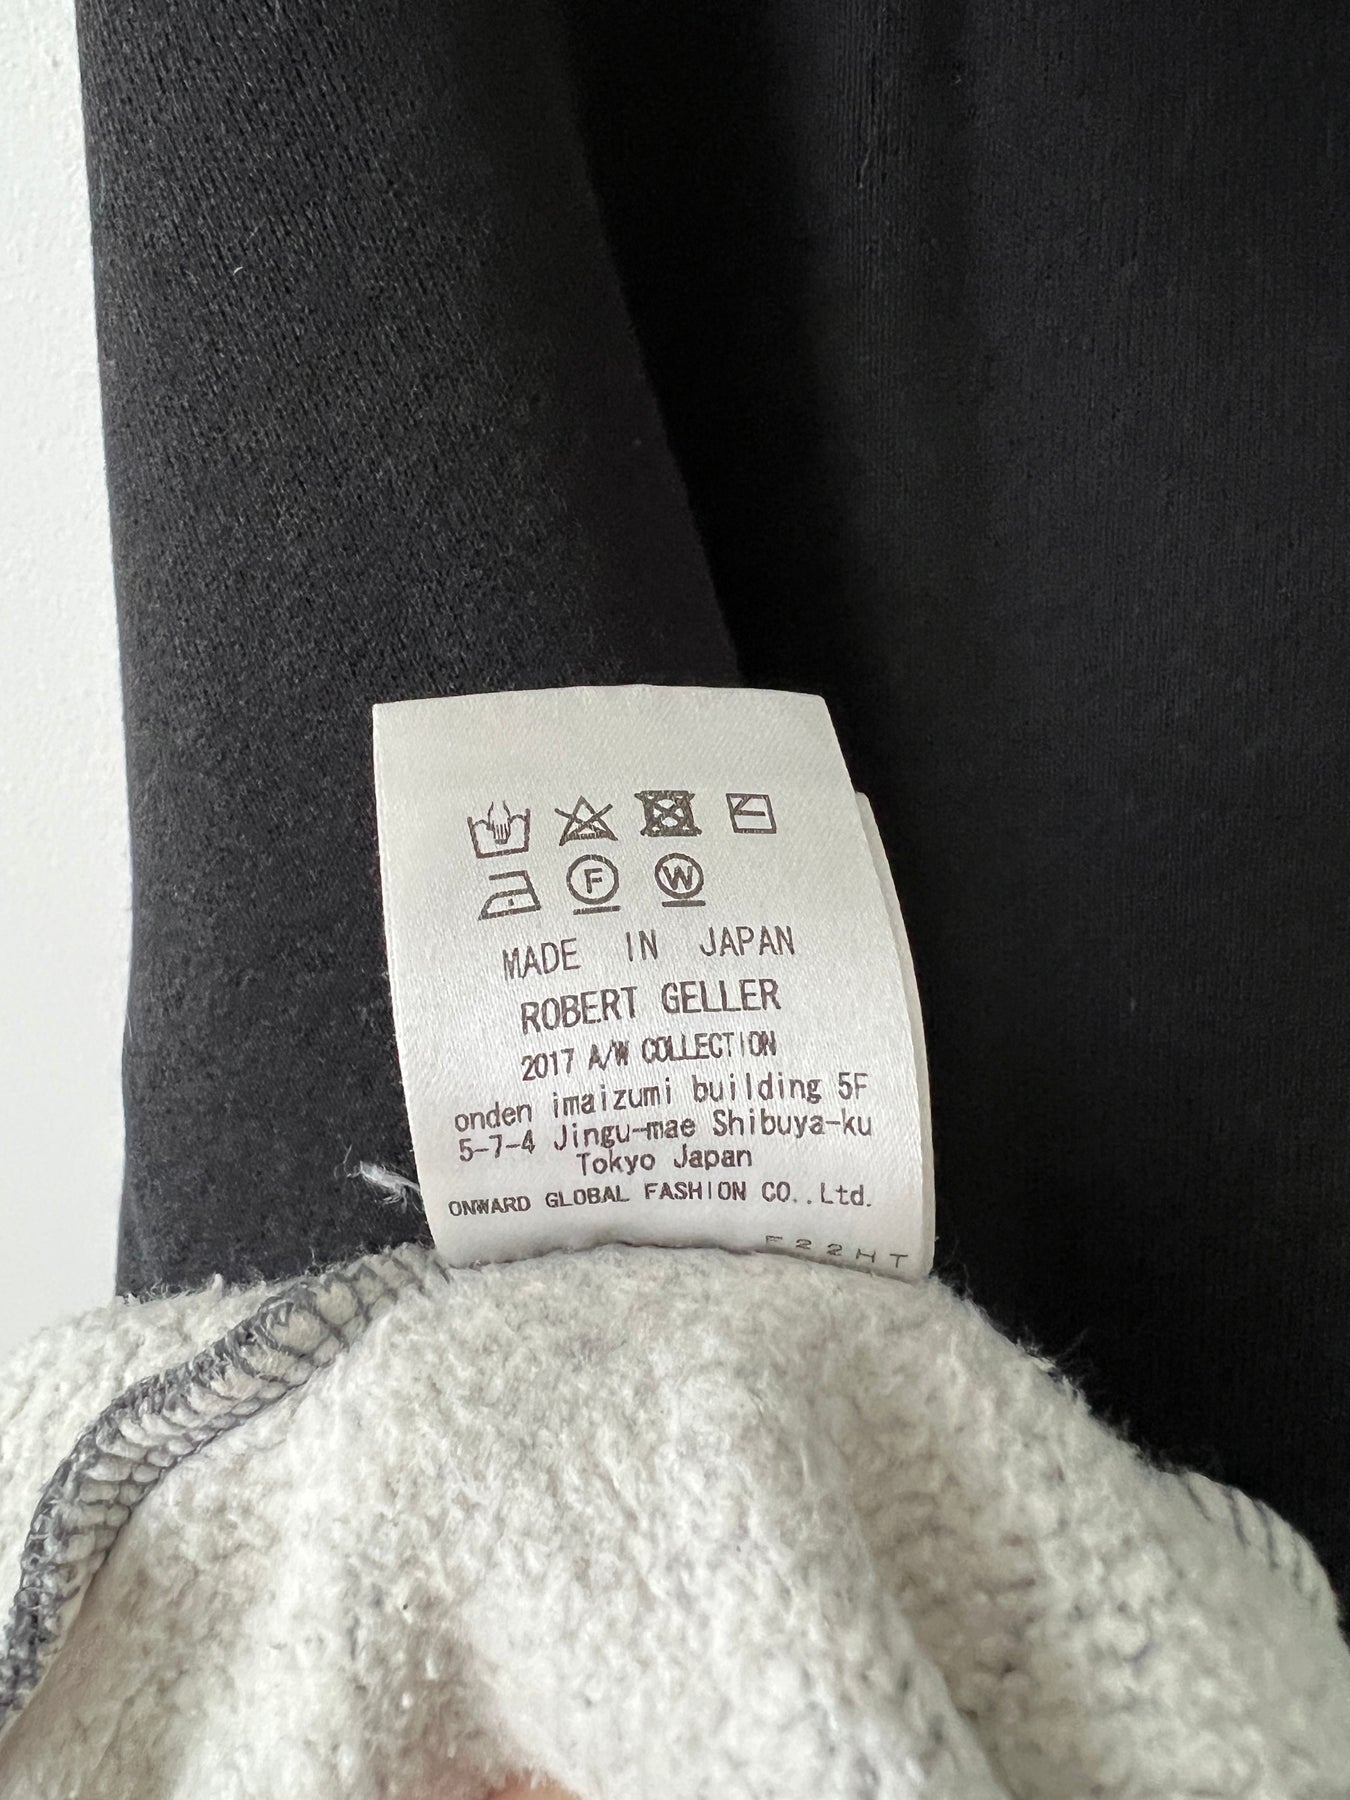 F W
MADE IN JAPAN
ROBERT GELLER
2017 A/W COLLECTION
onden imaizumi building 5F
5-7-4 Jingu-mae Shibuya-ku
Tokyo Japan
ONWARD GLOBAL FASHION CO..Ltd.
F22HT